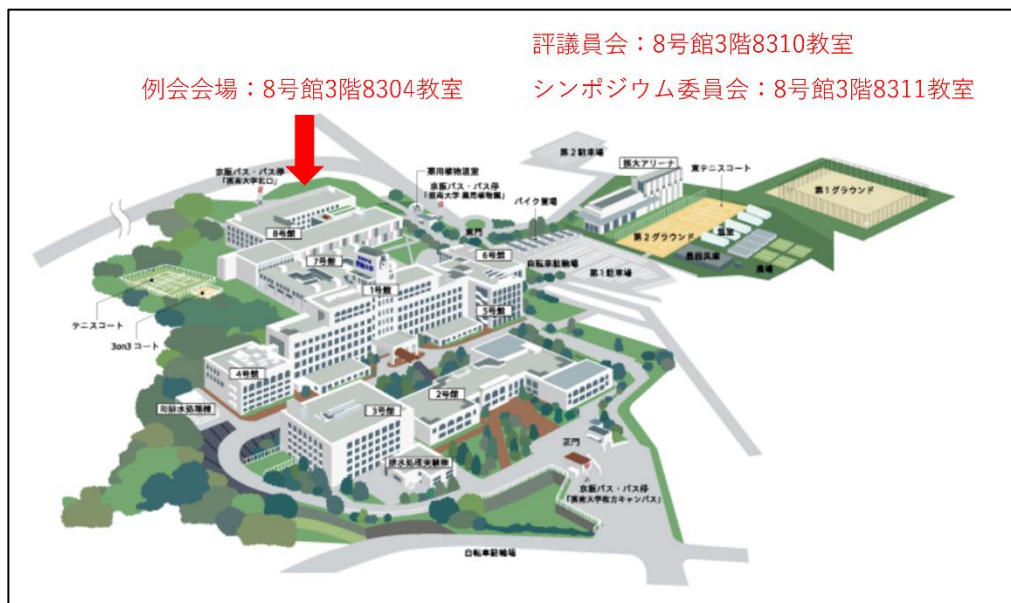 評議員会：8号館3階8310教室
例会会場：8号館3階8304教室
シンポジウム委員会：8号館3階8311教室
第2駐車場
摂大アリーナ
東テニスコート
京阪バス・バス停
「摂南大学北口」
薬用植物温室
京阪バス・バス停
「摂南大学 薬用植物園」
第1グラウンド
バイク置場
8号館
東門
第2グラウンド
温室
7号館
6号館
自転車駐輪場
農器具庫
農場
第1駐車場
1号館
5号館
テニスコート
3on3 コート
4号館
2号館
RI排水処理棟
3号館
正門
排水処理実験棟
京阪バス・バス停
「摂南大学枚方キャンパス」
自転車駐輪場